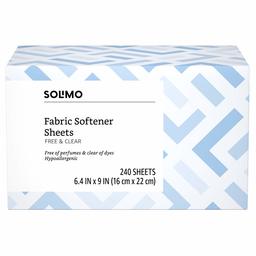 SOLIMO
Fabric Softener
Sheets
FREE & CLEAR
Free of perfumes & clear of dyes
Hypoallergenic
240 SHEETS
6.4 IN x 9 IN (16 cm x 22 cm)